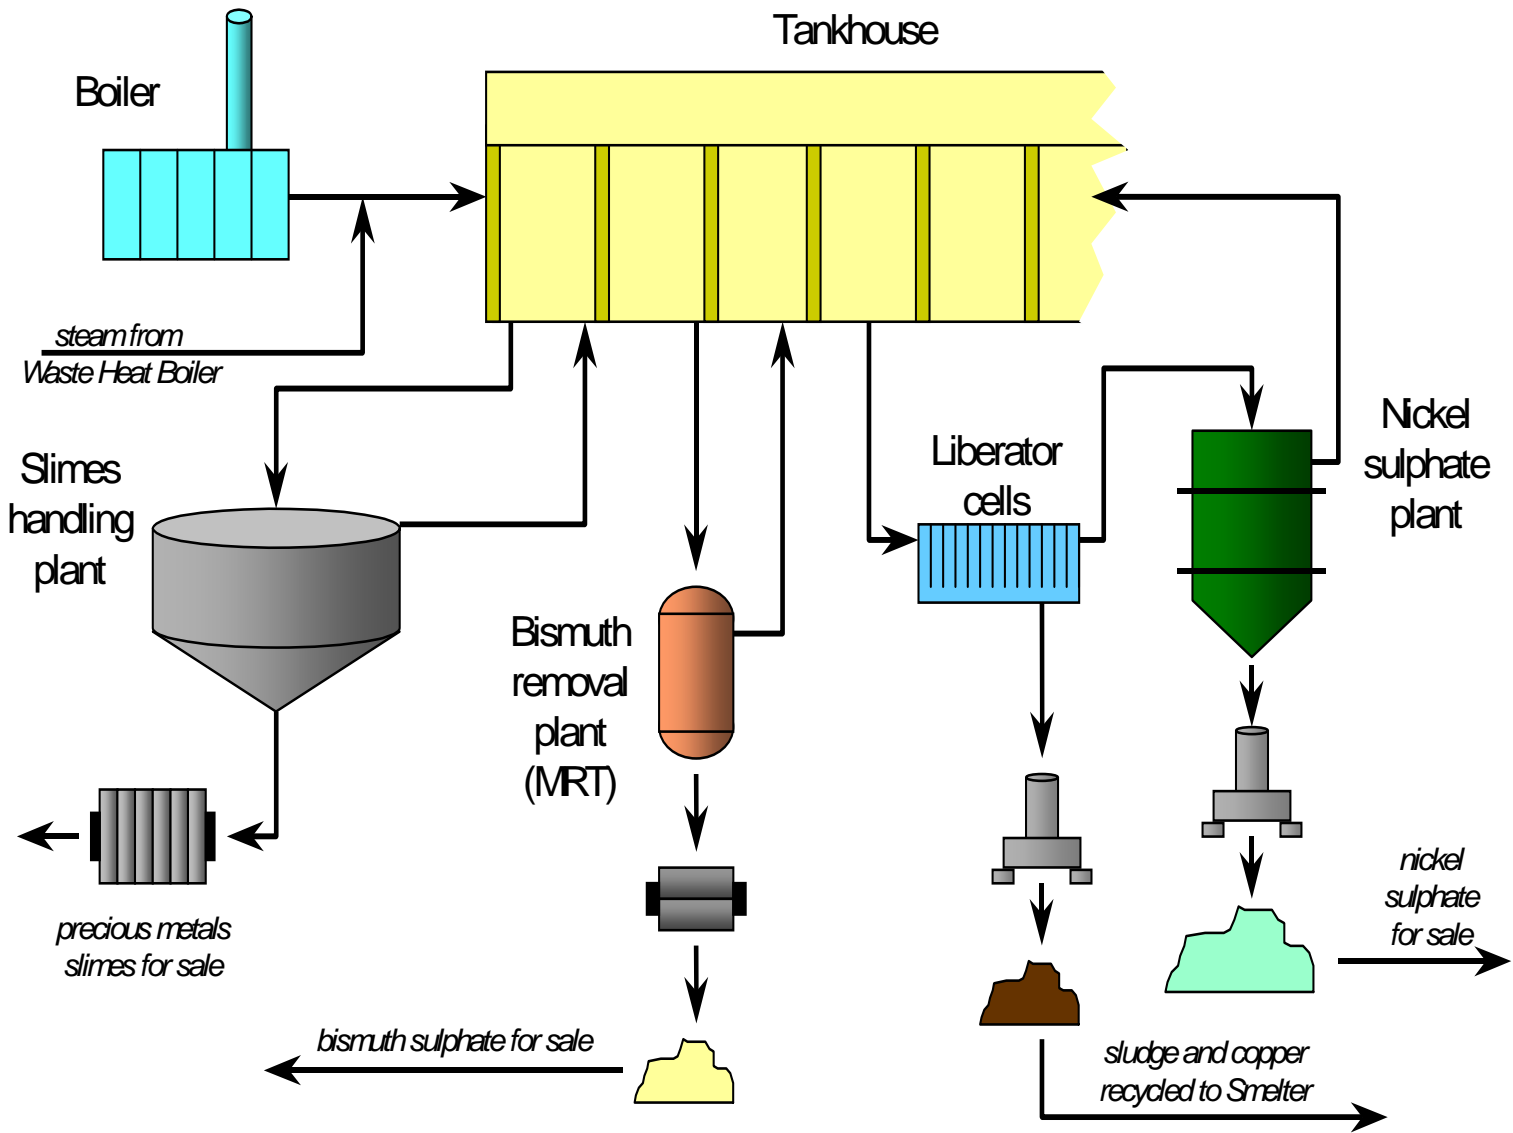 Tankhouse
Boiler
steam from
Waste Heat Boiler
Slimes
handling
plant
Bismuth
removal
plant
(MRT)
Liberator
cells
Nickel
sulphate
plant
precious metals
slimes for sale
bismuth sulphate for sale
nickel
sulphate
for sale
sludge and copper
recycled to Smelter